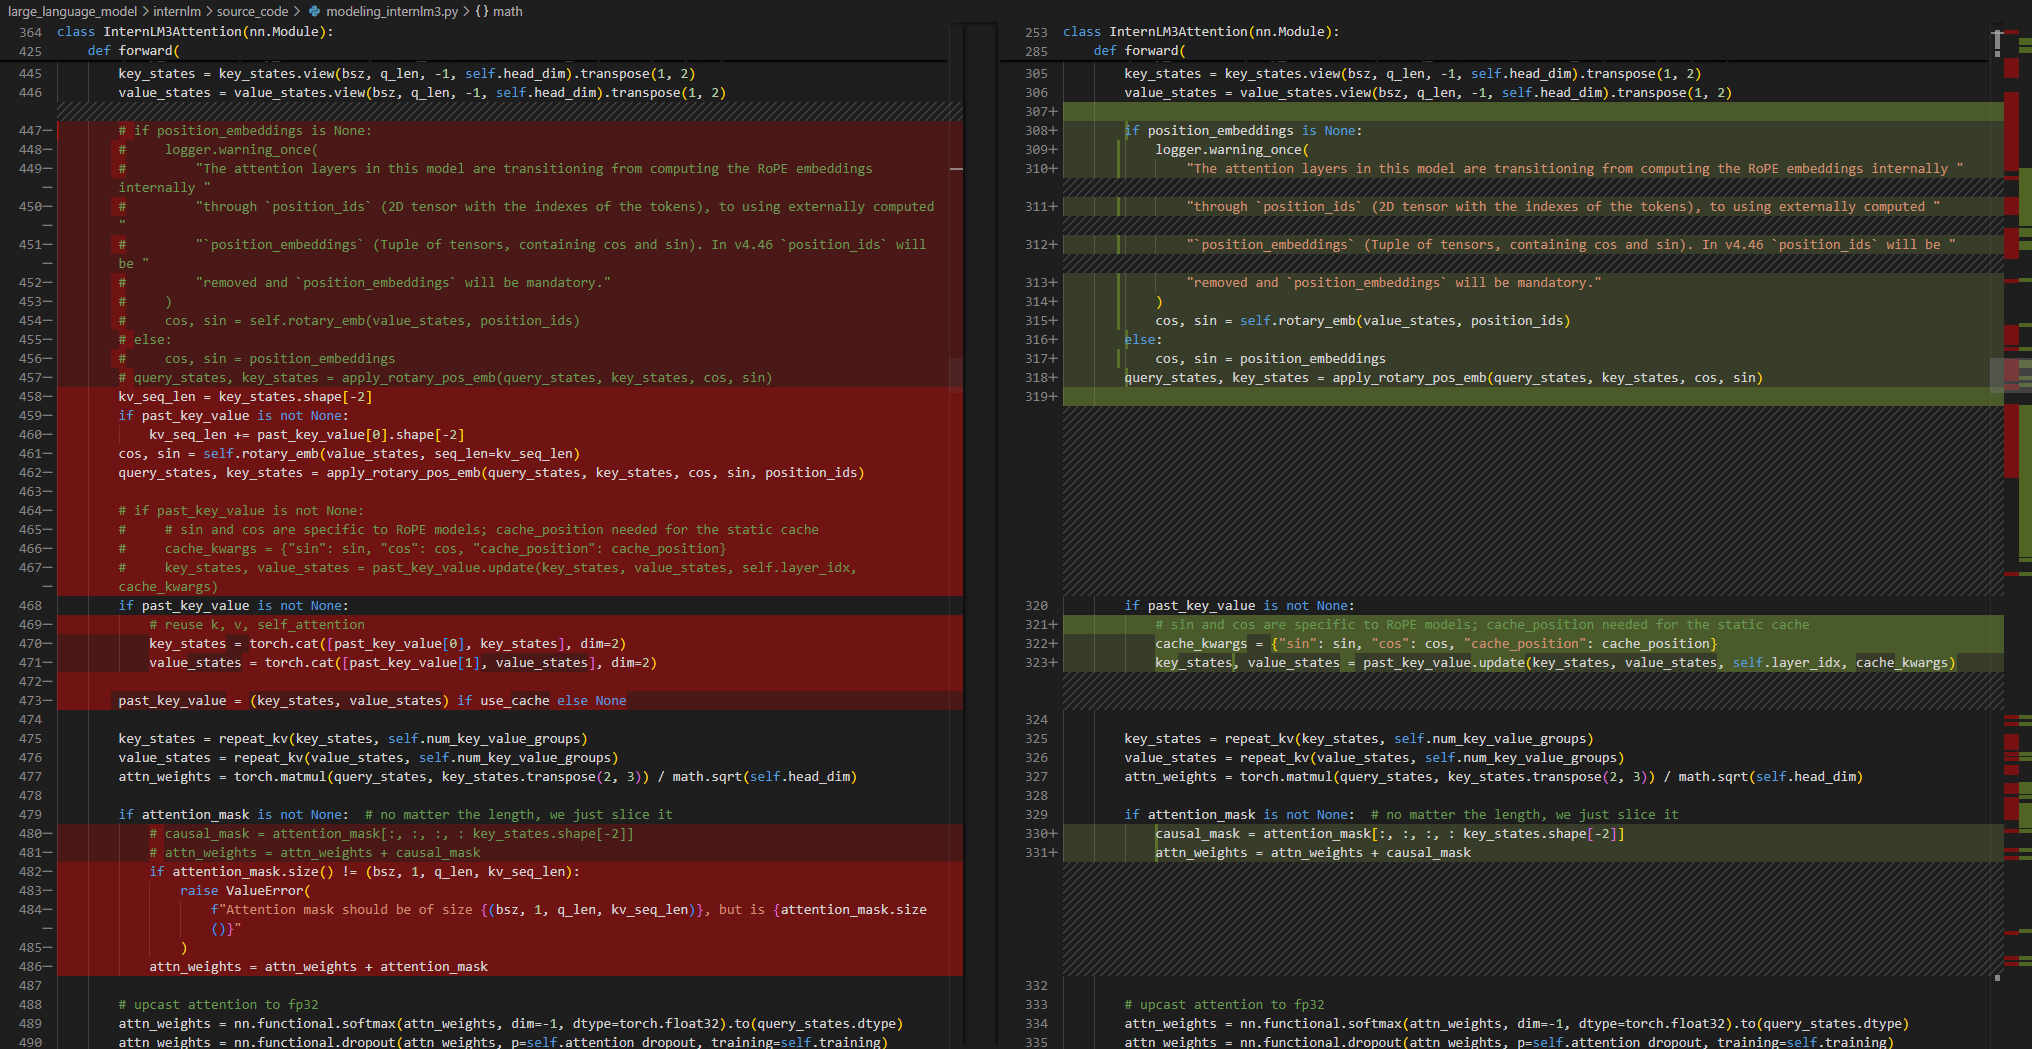 large_language_model > internlm > source_code > modeling_internlm3.py > {} math
364 class InternLM3Attention(nn.Module):
425 def forward(
445 key_states = key_states.view(bsz, q_len, -1, self.head_dim).transpose(1, 2)
446 value_states = value_states.view(bsz, q_len, -1, self.head_dim).transpose(1, 2)
447— # if position_embeddings is None:
448— #     logger.warning_once(
449— #         "The attention layers in this model are transitioning from computing the RoPE embeddings
— internally "
450— #         "through `position_ids` (2D tensor with the indexes of the tokens), to using externally computed
— "
451— #         "`position_embeddings` (Tuple of tensors, containing cos and sin). In v4.46 `position_ids` will
— be "
452— #         "removed and `position_embeddings` will be mandatory."
453— #     )
454— #     cos, sin = self.rotary_emb(value_states, position_ids)
455— # else:
456— #     cos, sin = position_embeddings
457— # query_states, key_states = apply_rotary_pos_emb(query_states, key_states, cos, sin)
458— kv_seq_len = key_states.shape[-2]
459— if past_key_value is not None:
460— kv_seq_len += past_key_value[0].shape[-2]
461— cos, sin = self.rotary_emb(value_states, seq_len=kv_seq_len)
462— query_states, key_states = apply_rotary_pos_emb(query_states, key_states, cos, sin, position_ids)
463—
464— # if past_key_value is not None:
465— #     # sin and cos are specific to RoPE models; cache_position needed for the static cache
466— #     cache_kwargs = {"sin": sin, "cos": cos, "cache_position": cache_position}
467— #     key_states, value_states = past_key_value.update(key_states, value_states, self.layer_idx,
— cache_kwargs)
468 if past_key_value is not None:
469— # reuse k, v, self_attention
470— key_states = torch.cat([past_key_value[0], key_states], dim=2)
471— value_states = torch.cat([past_key_value[1], value_states], dim=2)
472—
473— past_key_value = (key_states, value_states) if use_cache else None
474
475 key_states = repeat_kv(key_states, self.num_key_value_groups)
476 value_states = repeat_kv(value_states, self.num_key_value_groups)
477 attn_weights = torch.matmul(query_states, key_states.transpose(2, 3)) / math.sqrt(self.head_dim)
478
479 if attention_mask is not None:  # no matter the length, we just slice it
480— # causal_mask = attention_mask[:, :, :, : key_states.shape[-2]]
481— # attn_weights = attn_weights + causal_mask
482— if attention_mask.size() != (bsz, 1, q_len, kv_seq_len):
483— raise ValueError(
484— f"Attention mask should be of size {(bsz, 1, q_len, kv_seq_len)}, but is {attention_mask.size
— ()}"
485— )
486— attn_weights = attn_weights + attention_mask
487
488 # upcast attention to fp32
489 attn_weights = nn.functional.softmax(attn_weights, dim=-1, dtype=torch.float32).to(query_states.dtype)
490 attn_weights = nn.functional.dropout(attn_weights, p=self.attention_dropout, training=self.training)
253 class InternLM3Attention(nn.Module):
285 def forward(
305 key_states = key_states.view(bsz, q_len, -1, self.head_dim).transpose(1, 2)
306 value_states = value_states.view(bsz, q_len, -1, self.head_dim).transpose(1, 2)
307+
308+ if position_embeddings is None:
309+ logger.warning_once(
310+ "The attention layers in this model are transitioning from computing the RoPE embeddings internally "
311+ "through `position_ids` (2D tensor with the indexes of the tokens), to using externally computed "
312+ "`position_embeddings` (Tuple of tensors, containing cos and sin). In v4.46 `position_ids` will be "
313+ "removed and `position_embeddings` will be mandatory."
314+ )
315+ cos, sin = self.rotary_emb(value_states, position_ids)
316+ else:
317+ cos, sin = position_embeddings
318+ query_states, key_states = apply_rotary_pos_emb(query_states, key_states, cos, sin)
319+
320 if past_key_value is not None:
321+ # sin and cos are specific to RoPE models; cache_position needed for the static cache
322+ cache_kwargs = {"sin": sin, "cos": cos, "cache_position": cache_position}
323+ key_states, value_states = past_key_value.update(key_states, value_states, self.layer_idx, cache_kwargs)
324
325 key_states = repeat_kv(key_states, self.num_key_value_groups)
326 value_states = repeat_kv(value_states, self.num_key_value_groups)
327 attn_weights = torch.matmul(query_states, key_states.transpose(2, 3)) / math.sqrt(self.head_dim)
328
329 if attention_mask is not None:  # no matter the length, we just slice it
330+ causal_mask = attention_mask[:, :, :, : key_states.shape[-2]]
331+ attn_weights = attn_weights + causal_mask
332
333 # upcast attention to fp32
334 attn_weights = nn.functional.softmax(attn_weights, dim=-1, dtype=torch.float32).to(query_states.dtype)
335 attn_weights = nn.functional.dropout(attn_weights, p=self.attention_dropout, training=self.training)